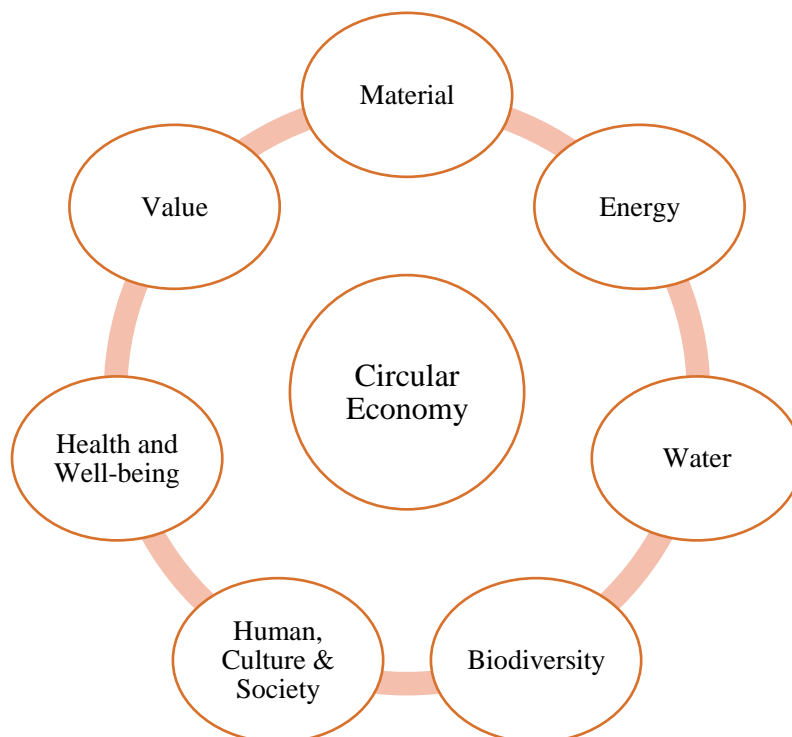 Material
Energy
Water
Biodiversity
Human,
Culture &
Society
Health and
Well-being
Value
Circular
Economy